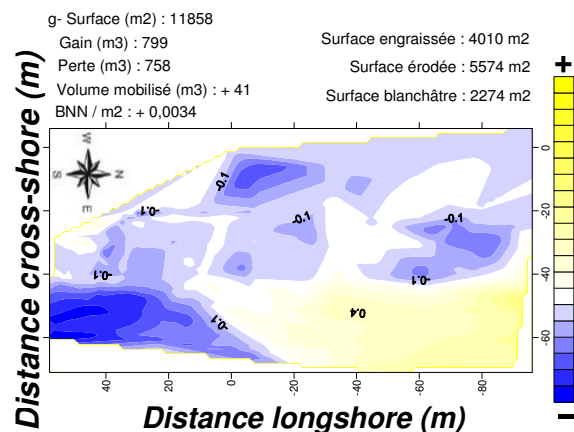 g- Surface (m2) : 11858
Gain (m3) : 799
Perte (m3) : 758
Volume mobilisé (m3) : + 41
BNN / m2 : + 0,0034
Surface engraissée : 4010 m2
Surface érodée : 5574 m2
Surface blanchâtre : 2274 m2
+
Distance cross-shore (m)
W
S
N
E
0
-20
-40
-60
-0.1
-0.1
-0.1
-0.1
-0.1
-0.1
-0.1
0.4
40
20
0
-20
-40
-60
-80
Distance longshore (m)
–